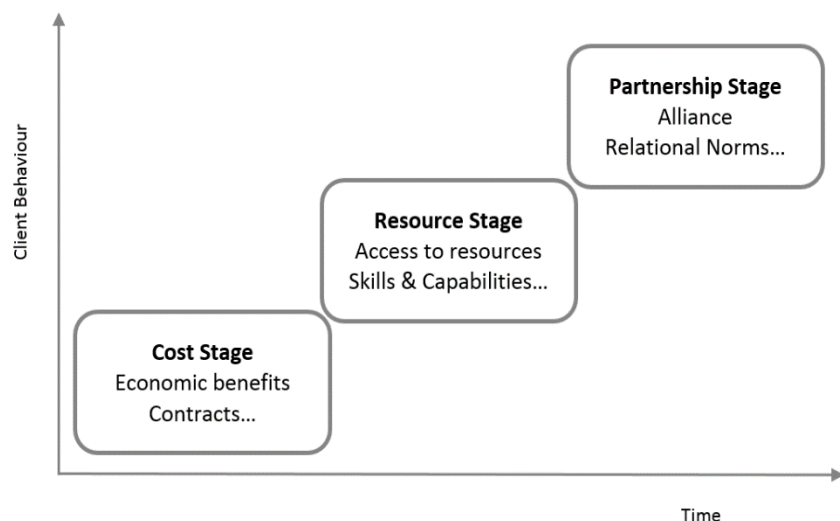 Client Behaviour
Partnership Stage
Alliance
Relational Norms…
Resource Stage
Access to resources
Skills & Capabilities…
Cost Stage
Economic benefits
Contracts…
Time